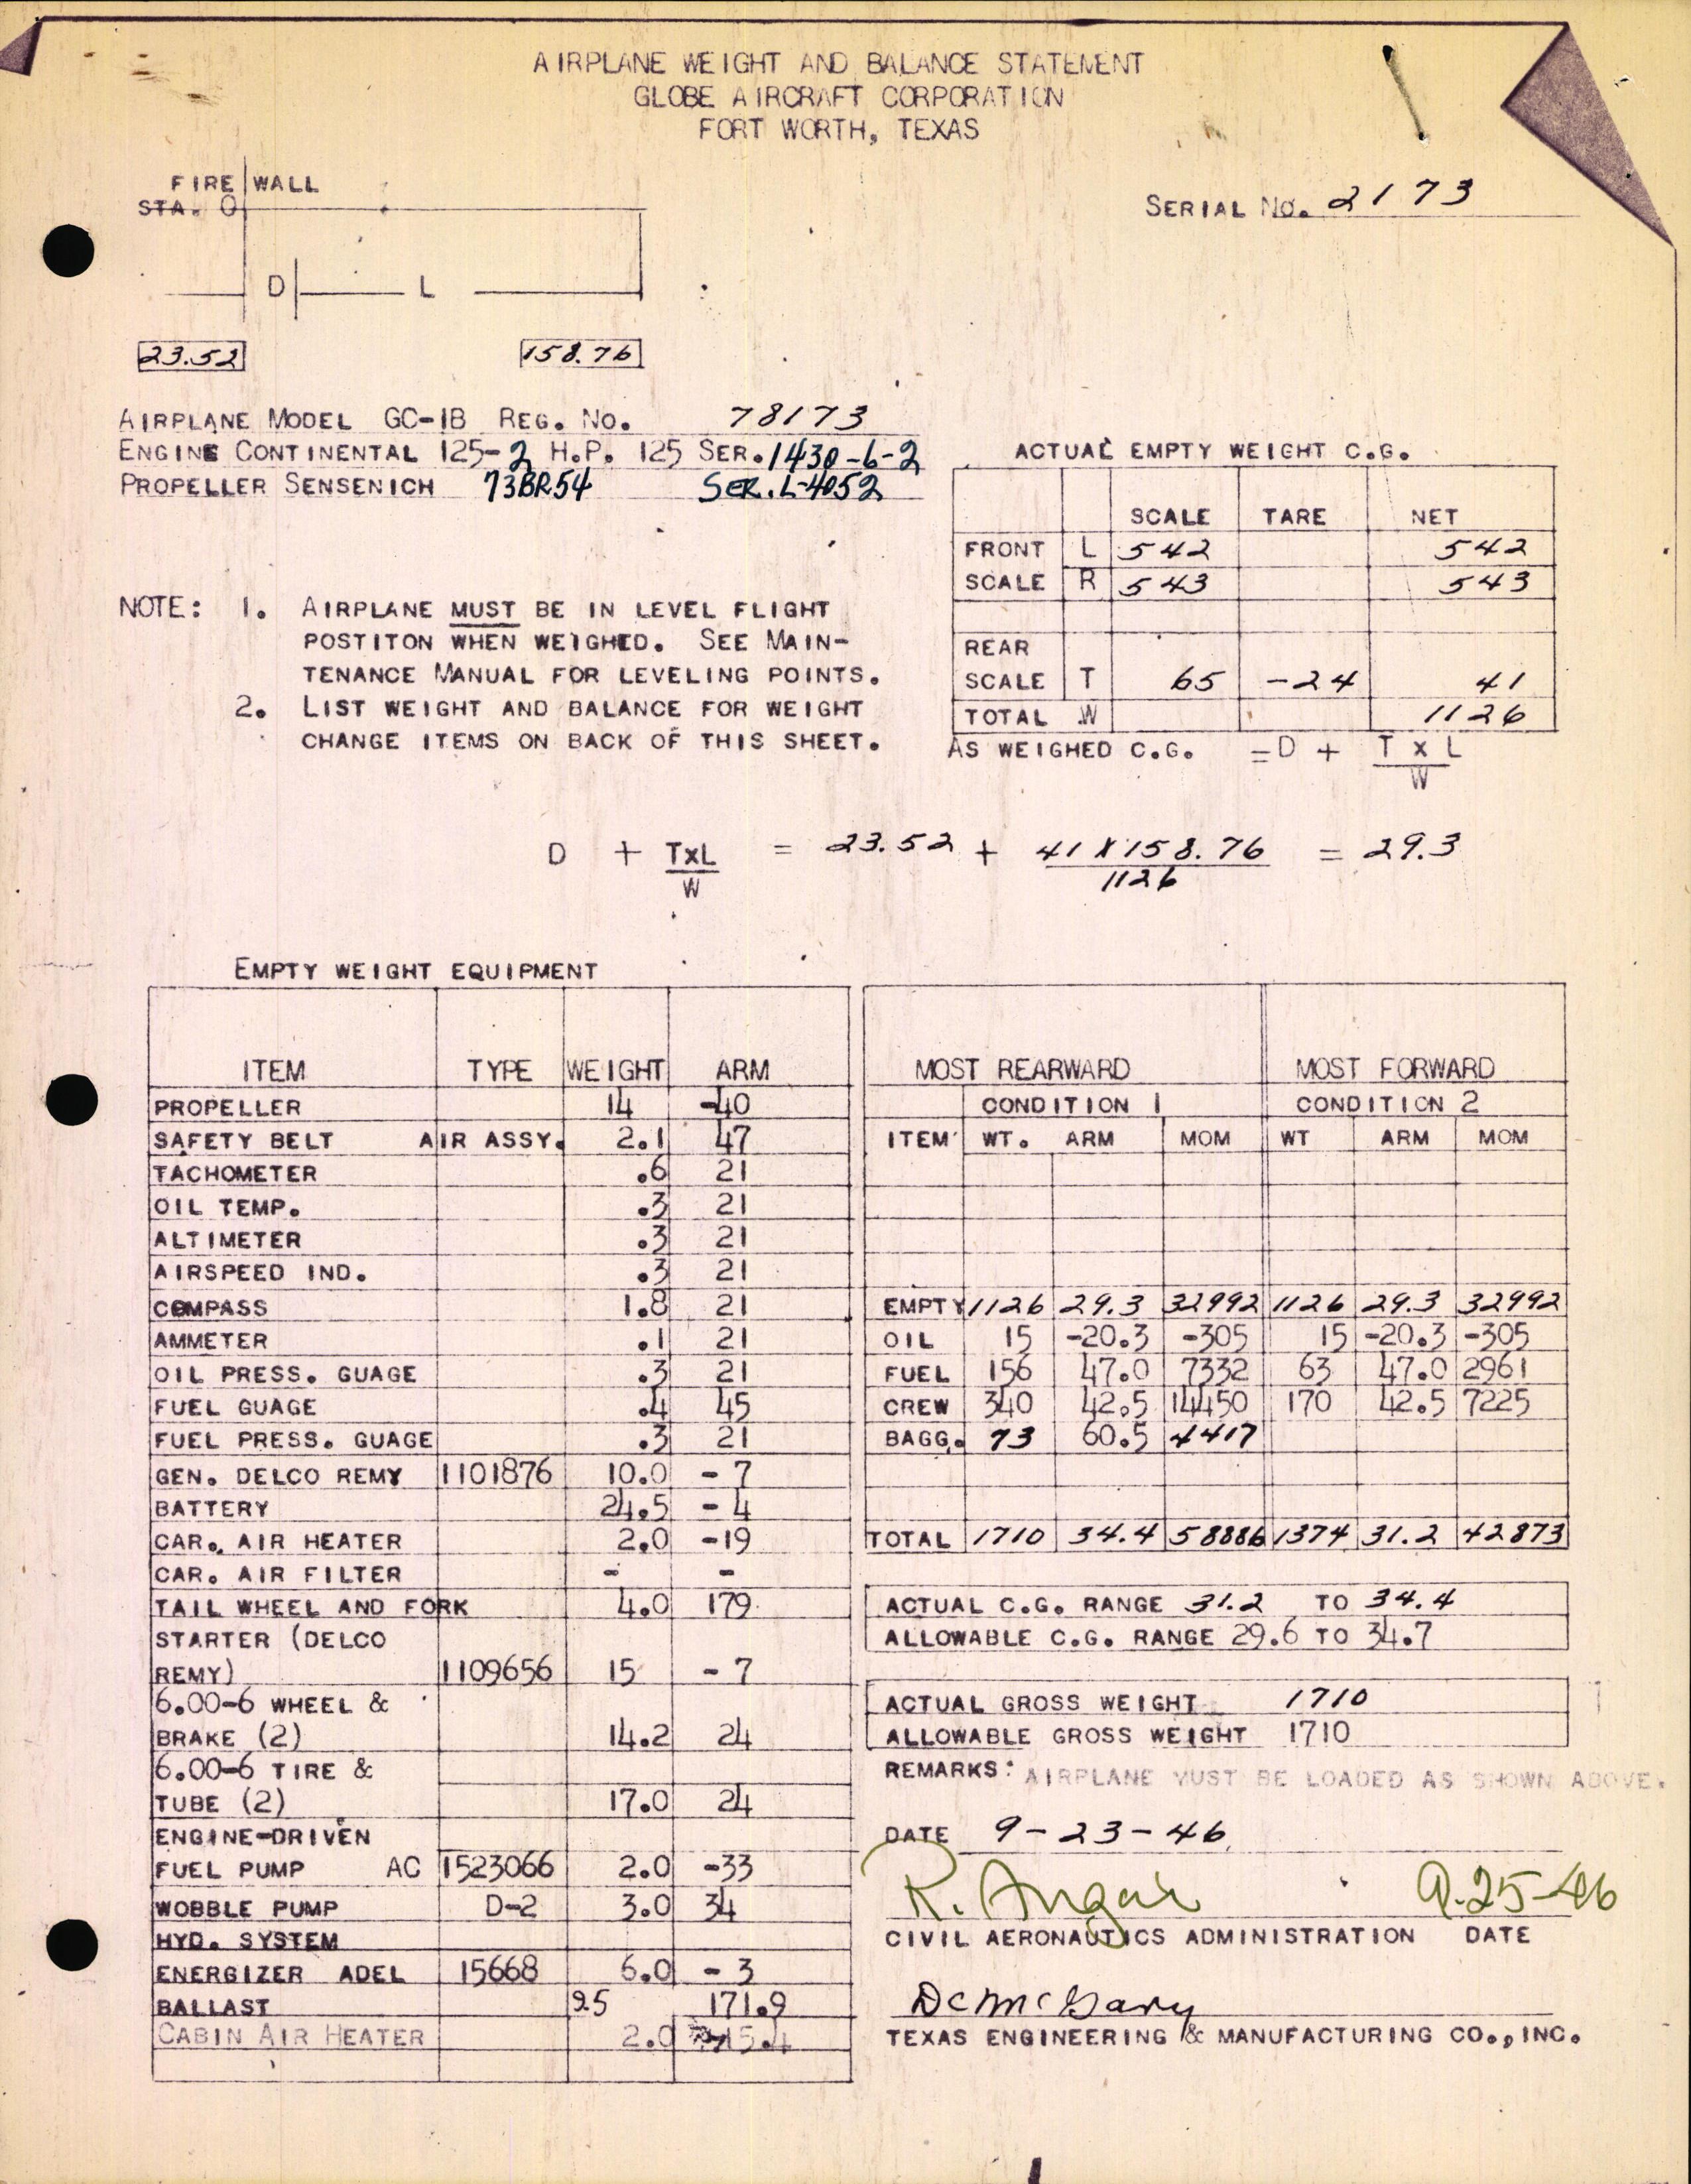 AIRPLANE WEIGHT AND BALANCE STATEMENT
GLOBE AIRCRAFT CORPORATION
FORT WORTH, TEXAS
FIRE WALL
STA. 0
SERIAL No. 2173
D L
23.52 158.76
AIRPLANE MODEL GC-1B REG. NO. 78173
ENGINE CONTINENTAL 125-2 H.P. 125 SER. 1430-6-2
PROPELLER SENSENICH 73BR54 SER. L-4052
ACTUAL EMPTY WEIGHT C.G.
SCALE TARE NET
FRONT L 542 542
SCALE R 543 543
REAR
SCALE T 65 -24 41
TOTAL W 1126
AS WEIGHED C.G. = D + T X L
W
NOTE: 1. AIRPLANE MUST BE IN LEVEL FLIGHT
POSTITON WHEN WEIGHED. SEE MAIN-
TENANCE MANUAL FOR LEVELING POINTS.
2. LIST WEIGHT AND BALANCE FOR WEIGHT
CHANGE ITEMS ON BACK OF THIS SHEET.
D + TxL = 23.52 + 41 X 158.76 = 29.3
W 1126
EMPTY WEIGHT EQUIPMENT
ITEM TYPE WEIGHT ARM
PROPELLER 14 -40
SAFETY BELT AIR ASSY. 2.1 47
TACHOMETER .6 21
OIL TEMP. .3 21
ALTIMETER .3 21
AIRSPEED IND. .3 21
COMPASS 1.8 21
AMMETER .1 21
OIL PRESS. GUAGE .3 21
FUEL GUAGE .4 45
FUEL PRESS. GUAGE .3 21
GEN. DELCO REMY 1101876 10.0 - 7
BATTERY 24.5 - 4
CAR. AIR HEATER 2.0 -19
CAR. AIR FILTER - -
TAIL WHEEL AND FORK 4.0 179
STARTER (DELCO
REMY) 1109656 15 - 7
6.00-6 WHEEL &
BRAKE (2) 14.2 24
6.00-6 TIRE &
TUBE (2) 17.0 24
ENGINE-DRIVEN
FUEL PUMP AC 1523066 2.0 -33
WOBBLE PUMP D-2 3.0 34
HYD. SYSTEM
ENERGIZER ADEL 15668 6.0 - 3
BALLAST 9.5 171.9
CABIN AIR HEATER 2.0 -15.4
MOST REARWARD MOST FORWARD
CONDITION 1 CONDITION 2
ITEM WT. ARM MOM WT ARM MOM
EMPTY 1126 29.3 32992 1126 29.3 32992
OIL 15 -20.3 -305 15 -20.3 -305
FUEL 156 47.0 7332 63 47.0 2961
CREW 340 42.5 14450 170 42.5 7225
BAGG. 73 60.5 4417
TOTAL 1710 34.4 58886 1374 31.2 42873
ACTUAL C.G. RANGE 31.2 TO 34.4
ALLOWABLE C.G. RANGE 29.6 TO 34.7
ACTUAL GROSS WEIGHT 1710
ALLOWABLE GROSS WEIGHT 1710
REMARKS: AIRPLANE MUST BE LOADED AS SHOWN ABOVE.
DATE 9-23-46
9-25-46
CIVIL AERONAUTICS ADMINISTRATION DATE
TEXAS ENGINEERING & MANUFACTURING CO., INC.